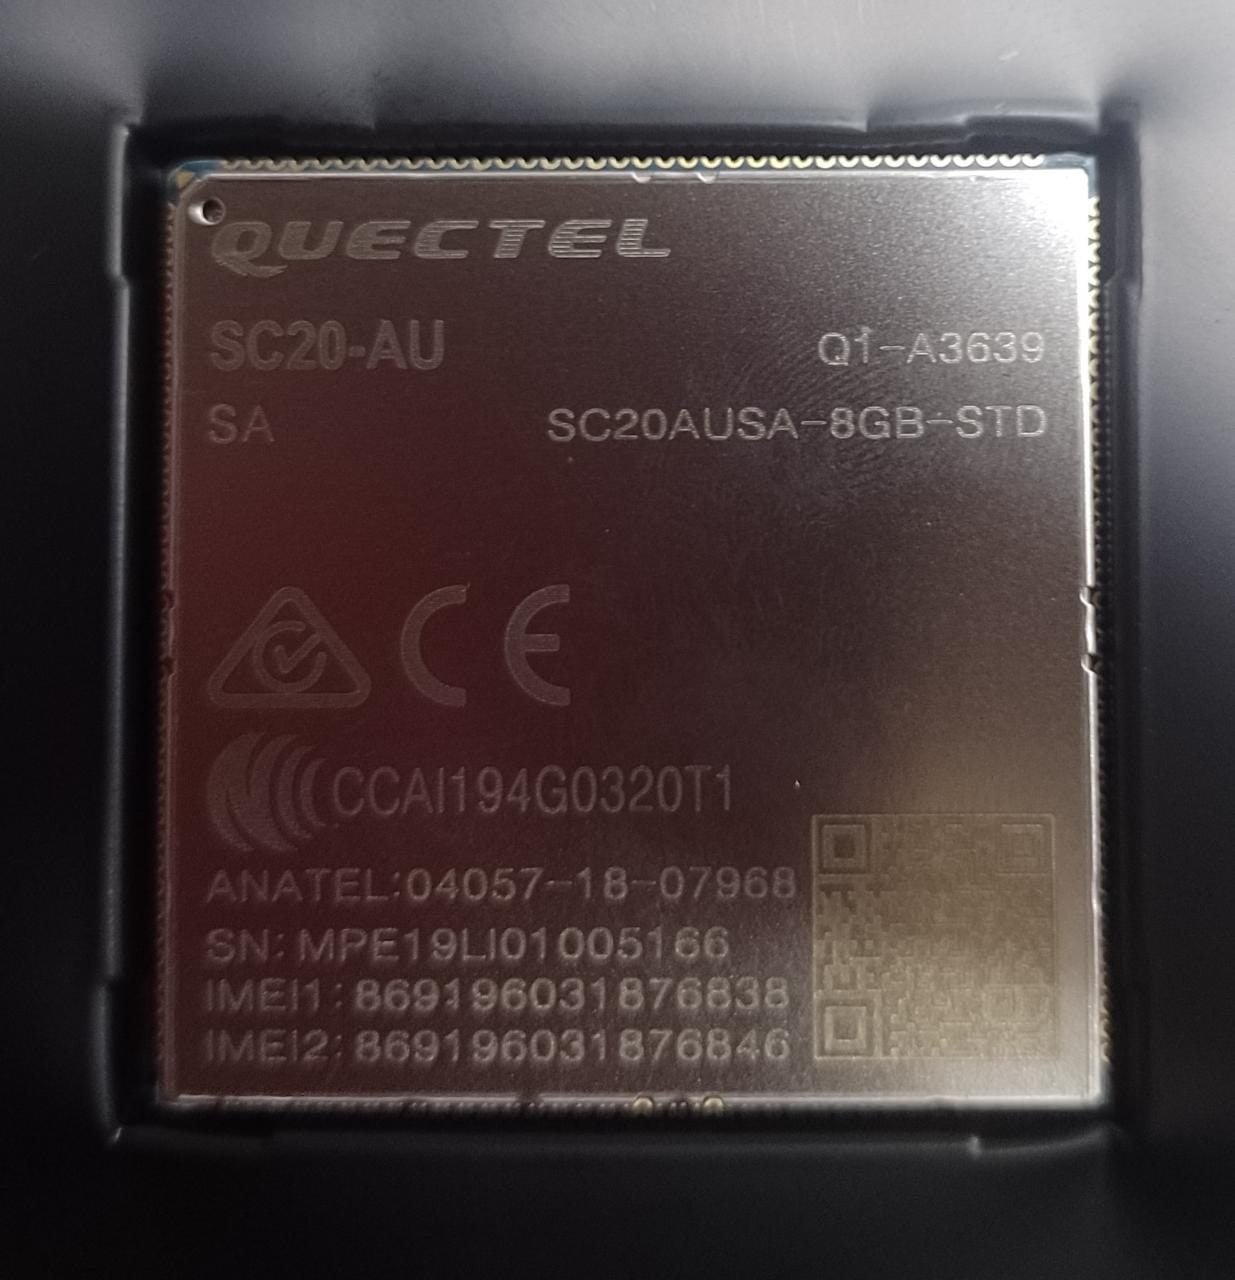 QUECTEL
SC20-AU Q1-A3639
SA SC20AUSA-8GB-STD
CE
CCAI194G0320T1
ANATEL:04057-18-07968
SN:MPE19LI01005166
IMEI1:869196031876838
IMEI2:869196031876846